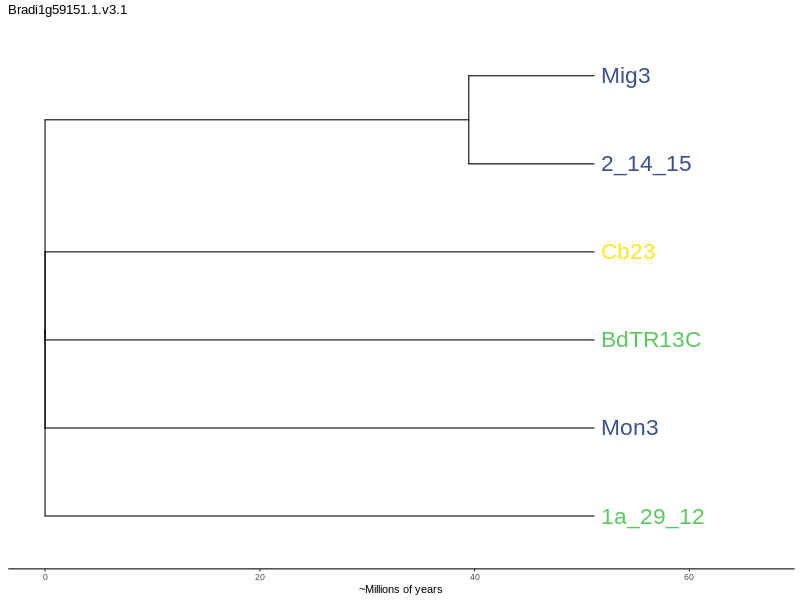 Bradi1g59151.1.v3.1
Mig3
2_14_15
Cb23
BdTR13C
Mon3
1a_29_12
0 20 40 60
~Millions of years